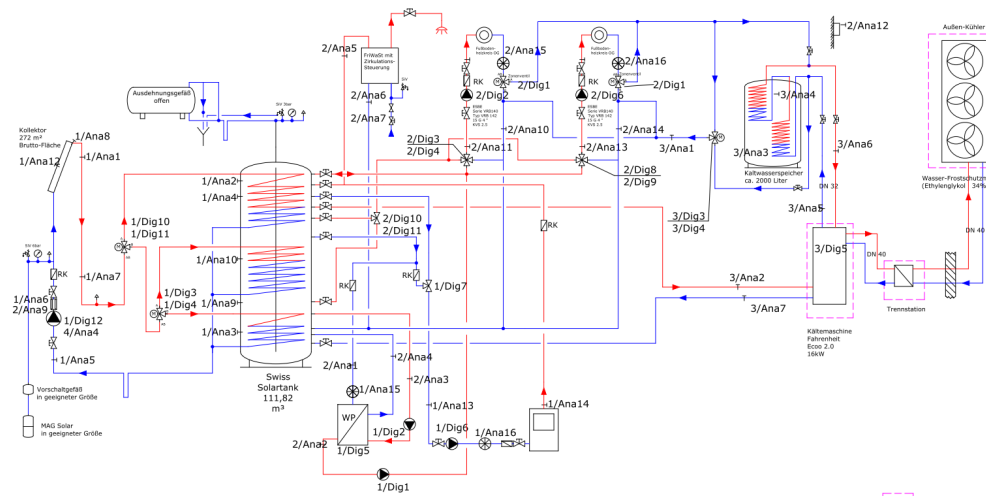 2/Ana12
Außen-Kühler
2/Ana5
FriWaSt mit
Zirkulations-
Steuerung
Fußboden-
heizkreis OG
2/Ana15
Fußboden-
heizkreis OG
2/Ana16
2/Dig1
2/Dig1
RK
2/Dig2
RK
2/Dig6
2/Ana6
2/Ana7
Ausdehnungsgefäß
offen
3/Ana4
3/Ana3
3/Ana6
Kaltwasserspeicher
ca. 2000 Liter
DN 32
3/Ana5
Kollektor
272 m²
Brutto-Fläche
1/Ana8
1/Ana12
1/Ana1
2/Ana10
2/Ana14
3/Ana1
2/Dig3
2/Dig4
2/Ana11
2/Ana13
2/Dig8
2/Dig9
Wasser-Frostschutz
(Ethylenglykol 34%
1/Ana2
1/Ana4
1/Dig10
1/Dig11
2/Dig10
2/Dig11
3/Dig3
3/Dig4
3/Dig5
DN 40
DN 40
RK
1/Ana7
1/Ana10
RK
RK
1/Dig7
3/Ana2
3/Ana7
Trennstation
1/Ana6
2/Ana9
1/Dig3
1/Dig4
1/Ana9
1/Dig12
4/Ana4
1/Ana3
1/Ana5
Kältemaschine
Fahrenheit
Ecoo 2.0
16kW
2/Ana1
2/Ana4
2/Ana3
Swiss
Solartank
111,82
m³
Vorschaltgefäß
in geeigneter Größe
MAG Solar
in geeigneter Größe
1/Ana15
1/Ana13
1/Ana14
WP
1/Dig2
1/Dig6
1/Ana16
2/Ana2
1/Dig5
1/Dig1